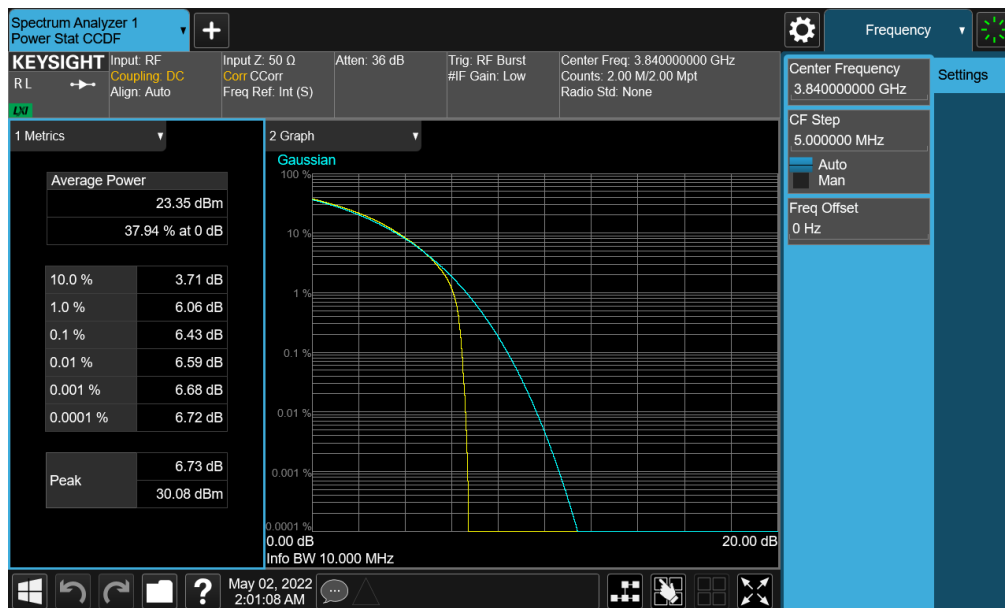 Spectrum Analyzer 1
Power Stat CCDF
▼
+
Frequency
▼
KEYSIGHT
RL
LXI
Input: RF
Coupling: DC
Align: Auto
Input Z: 50 Ω
Corr CCorr
Freq Ref: Int (S)
Atten: 36 dB
Trig: RF Burst
#IF Gain: Low
Center Freq: 3.840000000 GHz
Counts: 2.00 M/2.00 Mpt
Radio Std: None
Center Frequency
3.840000000 GHz
Settings
CF Step
5.000000 MHz
Auto
Man
Freq Offset
0 Hz
1 Metrics
▼
Average Power
23.35 dBm
37.94 % at 0 dB
10.0 % 3.71 dB
1.0 % 6.06 dB
0.1 % 6.43 dB
0.01 % 6.59 dB
0.001 % 6.68 dB
0.0001 % 6.72 dB
Peak
6.73 dB
30.08 dBm
2 Graph
▼
Gaussian
100 %
10 %
1 %
0.1 %
0.01 %
0.001 %
0.0001 %
0.00 dB
20.00 dB
Info BW 10.000 MHz
?
May 02, 2022
2:01:08 AM